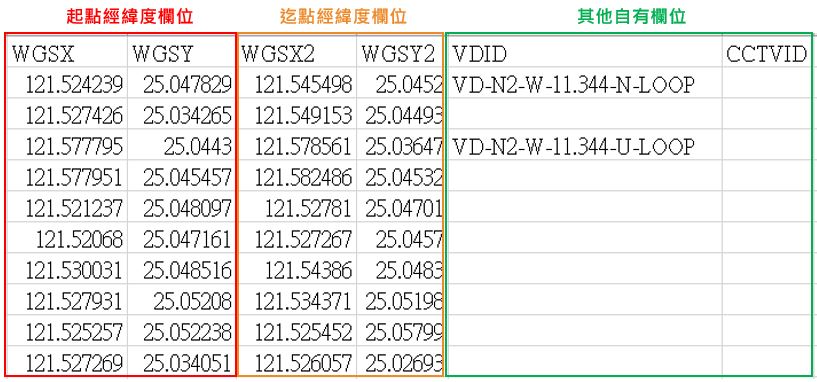 起點經緯度欄位 迄點經緯度欄位 其他自有欄位
WGSX WGSY WGSX2 WGSY2 VDID CCTVID
121.524239 25.047829 121.545498 25.0452 VD-N2-W-11.344-N-LOOP
121.527426 25.034265 121.549153 25.04493
121.577795 25.0443 121.578561 25.03647 VD-N2-W-11.344-U-LOOP
121.577951 25.045457 121.582486 25.04532
121.521237 25.048097 121.52781 25.04701
121.52068 25.047161 121.527267 25.0457
121.530031 25.048516 121.54386 25.0483
121.527931 25.05208 121.534371 25.05198
121.525257 25.052238 121.525452 25.05799
121.527269 25.034051 121.526057 25.02693